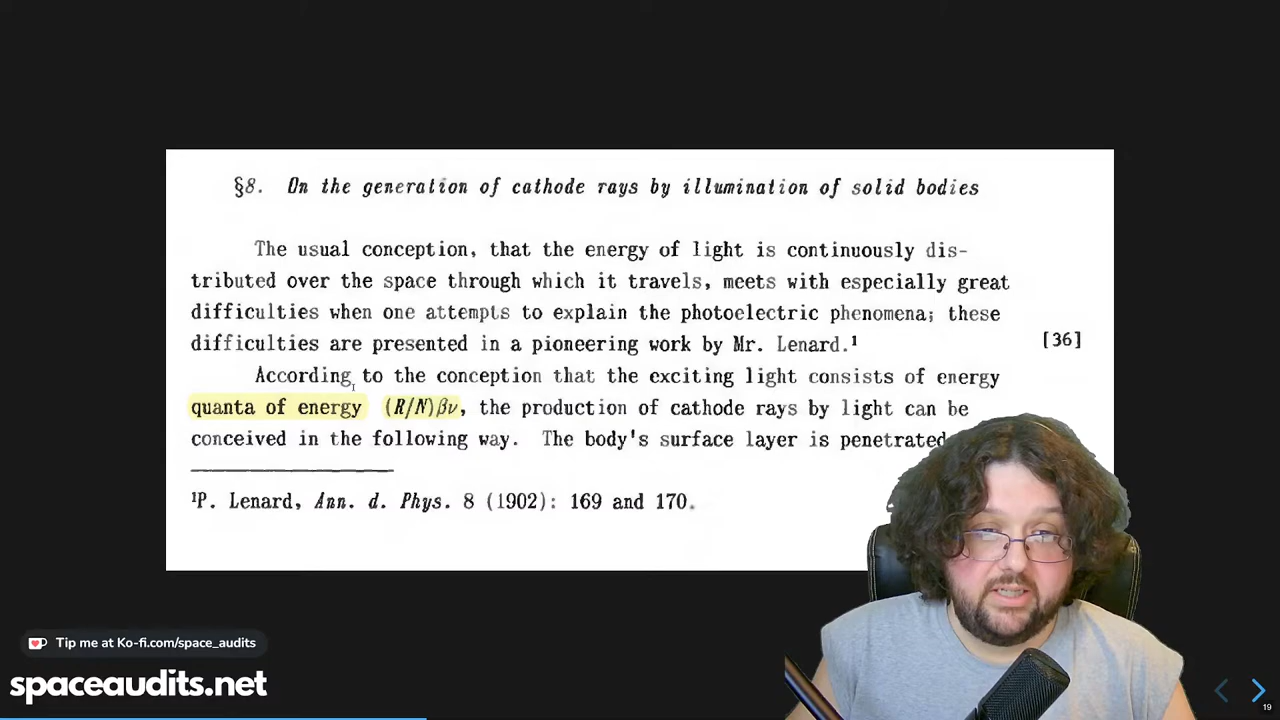 §8. On the generation of cathode rays by illumination of solid bodies
The usual conception, that the energy of light is continuously dis-
tributed over the space through which it travels, meets with especially great
difficulties when one attempts to explain the photoelectric phenomena; these
difficulties are presented in a pioneering work by Mr. Lenard.¹
[36]
According to the conception that the exciting light consists of energy
quanta of energy (R/N)βν, the production of cathode rays by light can be
conceived in the following way. The body's surface layer is penetrated
¹P. Lenard, Ann. d. Phys. 8 (1902): 169 and 170.
Tip me at Ko-fi.com/space_audits
spaceaudits.net
19